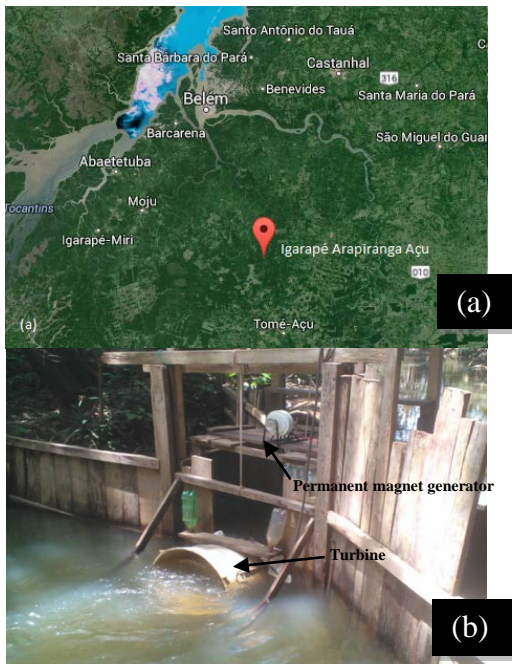 Santo Antônio do Tauá
Santa Bárbara do Pará
Castanhal
316
Benevides
Santa Maria do Pará
Belém
Barcarena
São Miguel do Guar
Abaetetuba
Moju
Tocantins
Igarapé-Miri
Igarapé Arapiranga Açu
010
(a)
(a)
Tomé-Açu
Permanent magnet generator
Turbine
(b)